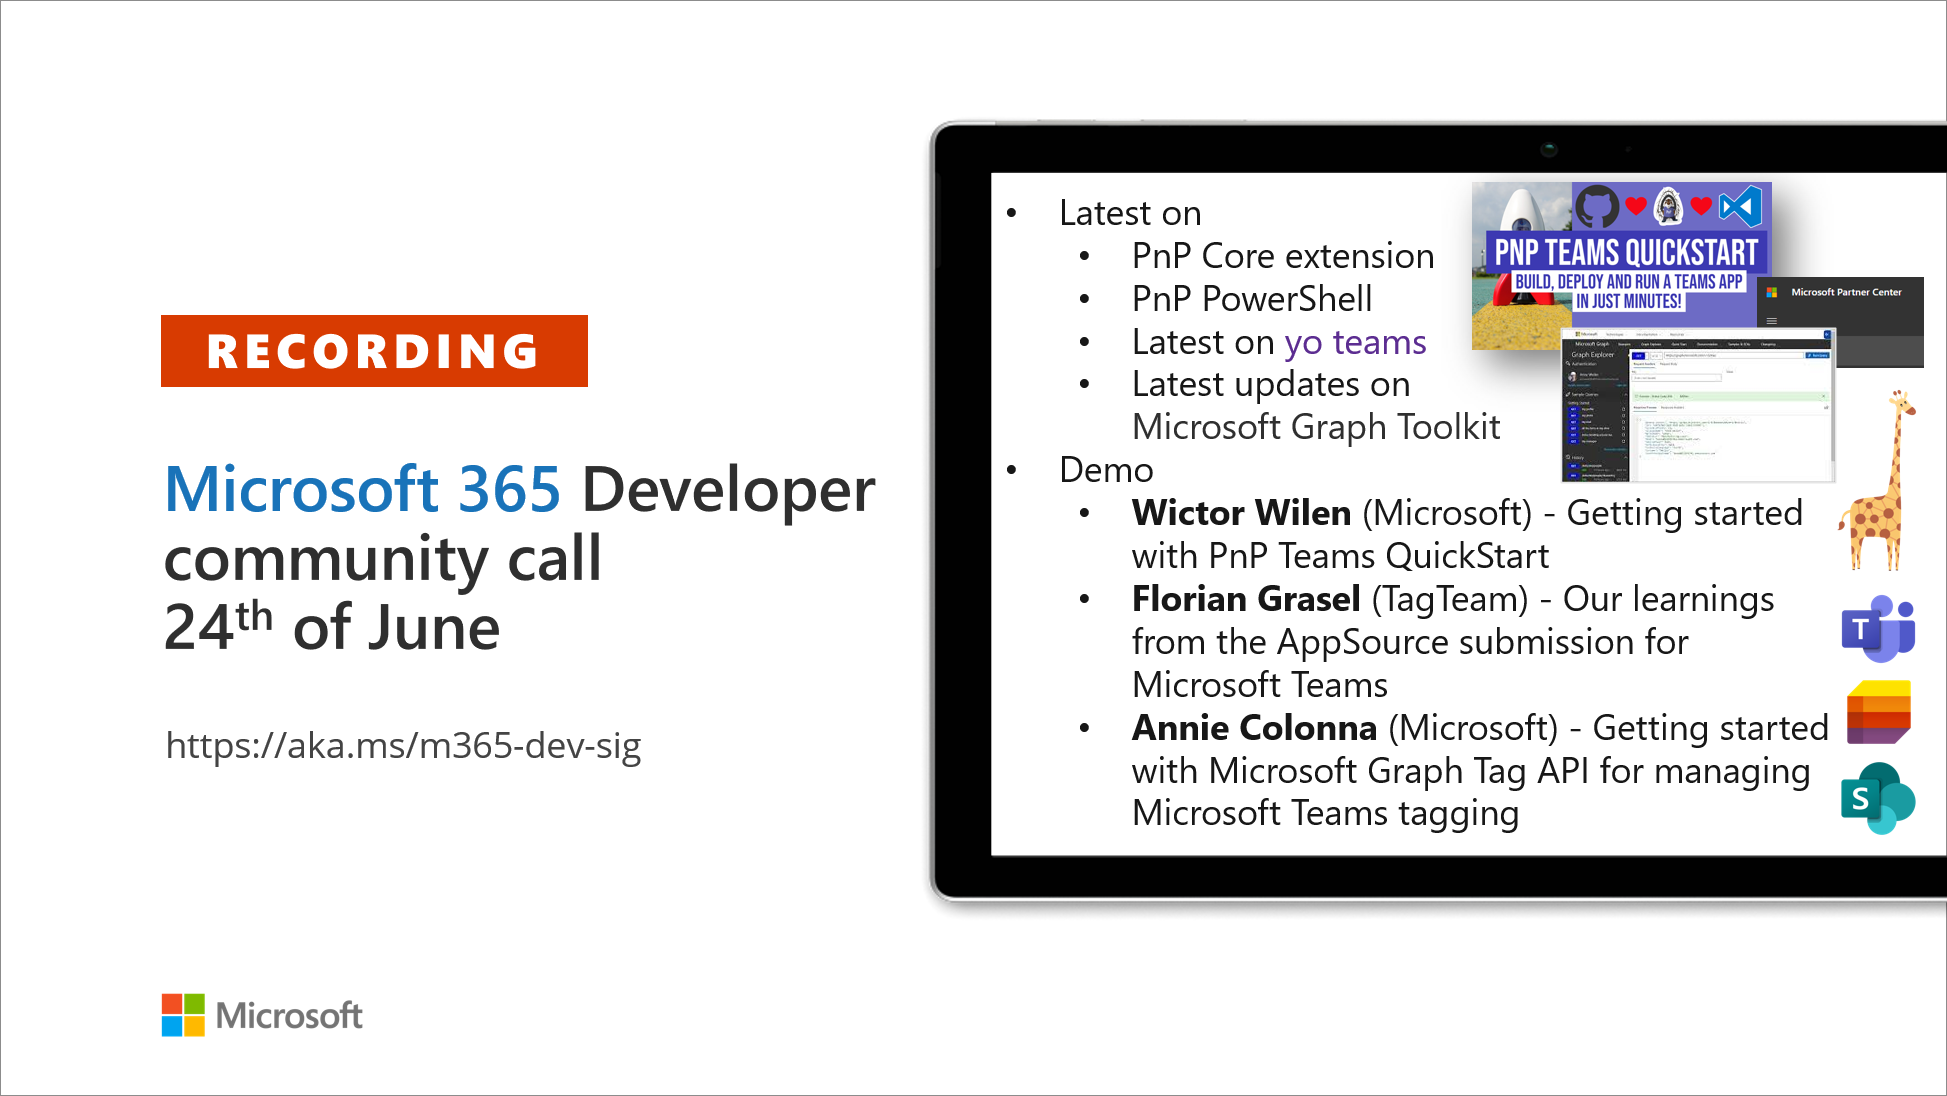 RECORDING
Microsoft 365 Developer
community call
24th of June
https://aka.ms/m365-dev-sig
Microsoft
• Latest on
• PnP Core extension
• PnP PowerShell
• Latest on yo teams
• Latest updates on
Microsoft Graph Toolkit
• Demo
• Wictor Wilen (Microsoft) - Getting started
with PnP Teams QuickStart
• Florian Grasel (TagTeam) - Our learnings
from the AppSource submission for
Microsoft Teams
• Annie Colonna (Microsoft) - Getting started
with Microsoft Graph Tag API for managing
Microsoft Teams tagging
PNP TEAMS QUICKSTART
BUILD, DEPLOY AND RUN A TEAMS APP
IN JUST MINUTES!
Microsoft Partner Center
Microsoft Graph
Graph Explorer
T
S